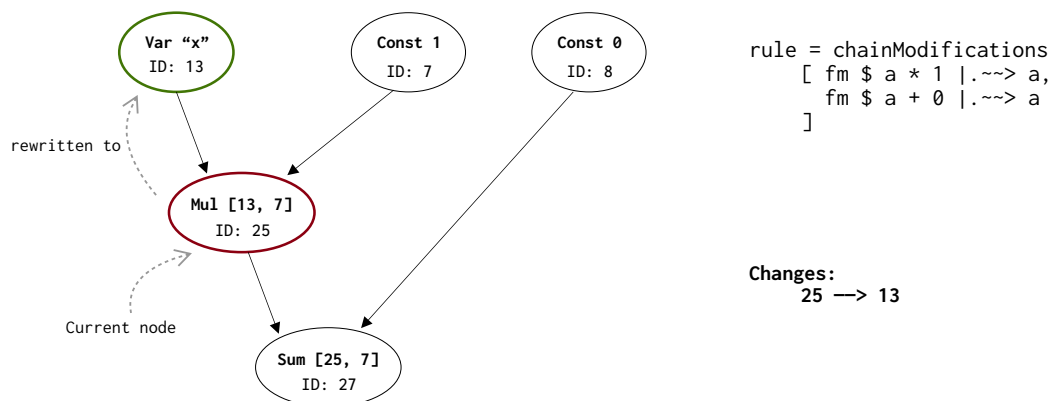 Var “x”
ID: 13
Const 1
ID: 7
Const 0
ID: 8
rule = chainModifications
[ fm $ a * 1 |.~~> a,
fm $ a + 0 |.~~> a
]
rewritten to
Mul [13, 7]
ID: 25
Current node
Changes:
25 —–> 13
Sum [25, 7]
ID: 27